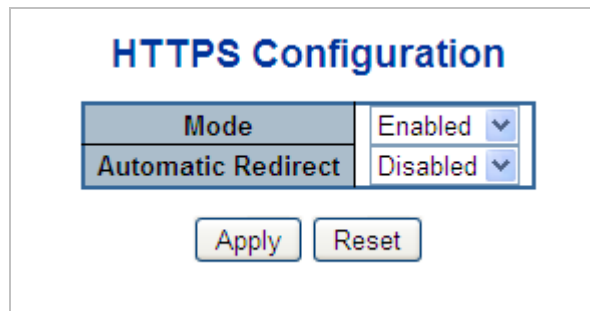 HTTPS Configuration
Mode Enabled
Automatic Redirect Disabled
Apply Reset